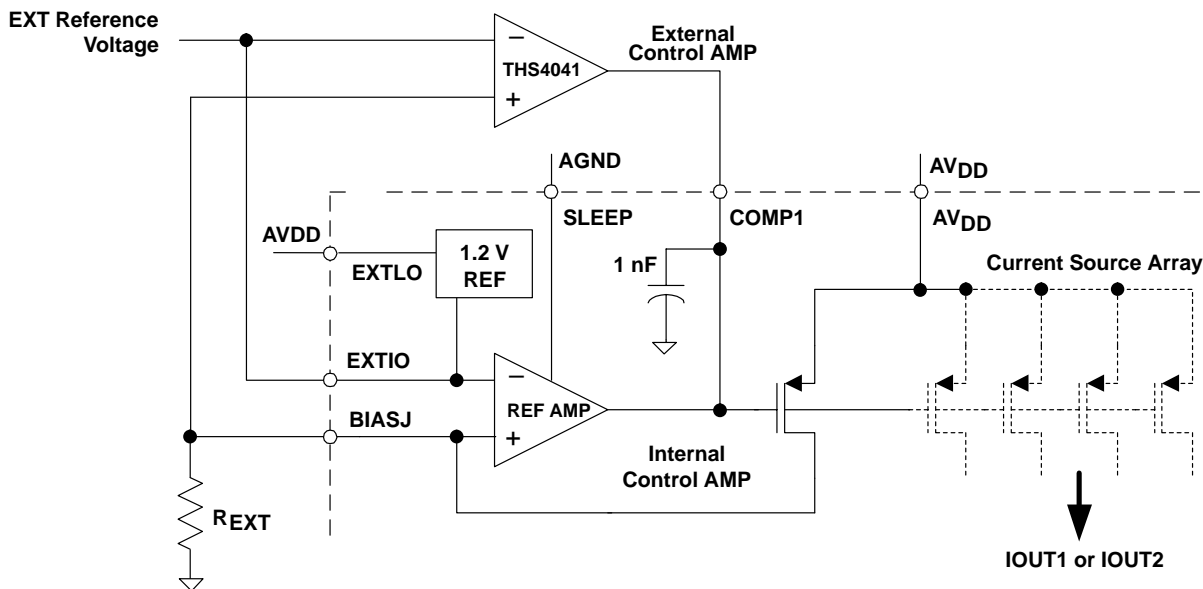 EXT Reference
Voltage
−
THS4041
+
External
Control AMP
AGND
SLEEP
COMP1
AVDD
AVDD
AVDD
EXTLO
1.2 V
REF
1 nF
Current Source Array
EXTIO
−
REF AMP
+
BIASJ
Internal
Control AMP
REXT
IOUT1 or IOUT2